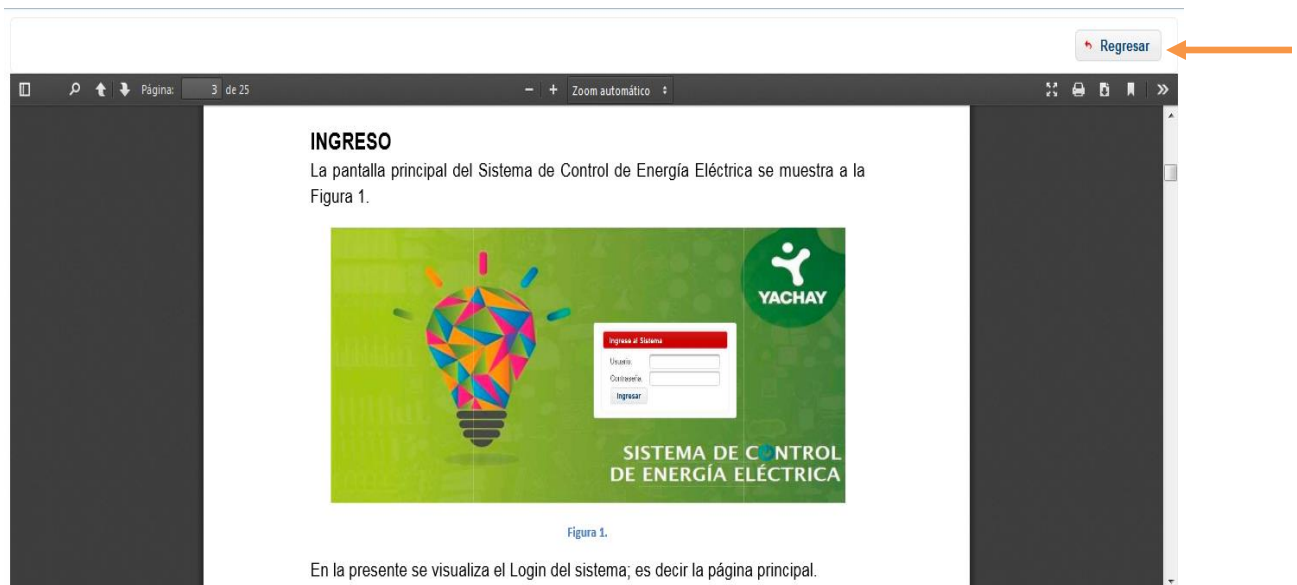 Regresar
Página: 3 de 25
Zoom automático
INGRESO
La pantalla principal del Sistema de Control de Energía Eléctrica se muestra a la
Figura 1.
YACHAY
Ingrese al Sistema
Usuario:
Contraseña:
Ingresar
SISTEMA DE CONTROL
DE ENERGÍA ELÉCTRICA
Figura 1.
En la presente se visualiza el Login del sistema; es decir la página principal.